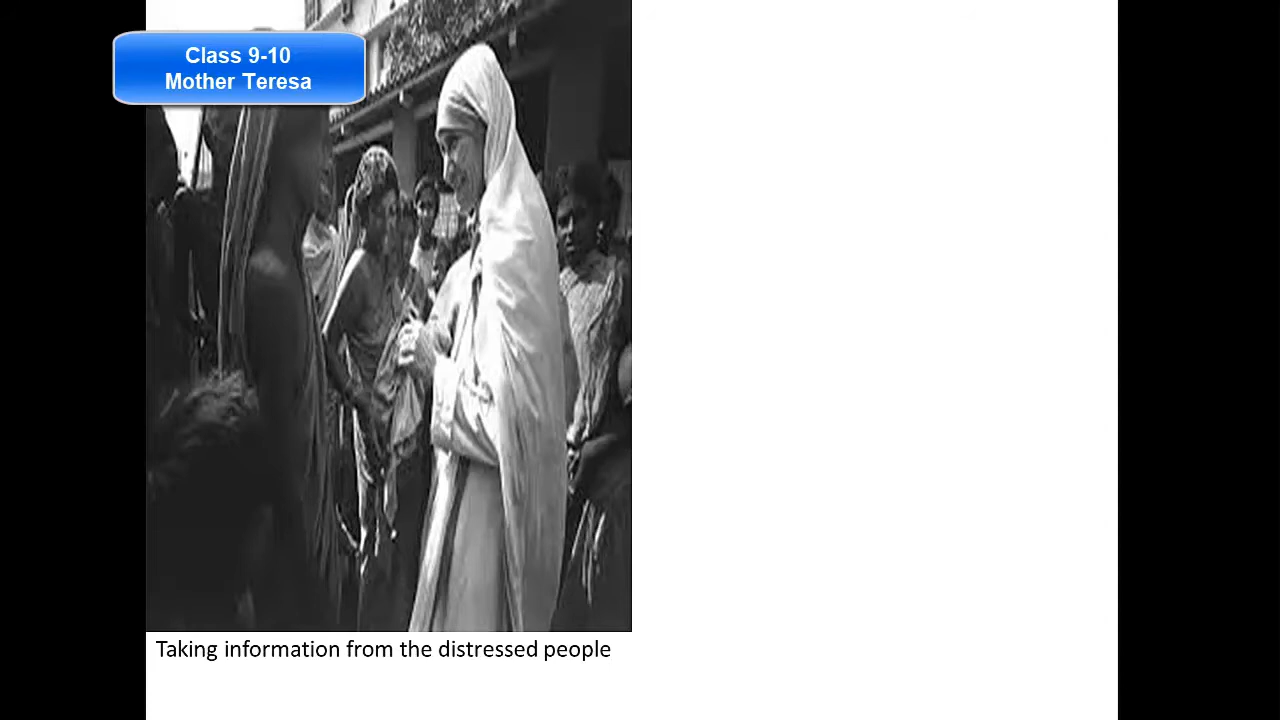 Class 9-10
Mother Teresa
Taking information from the distressed people